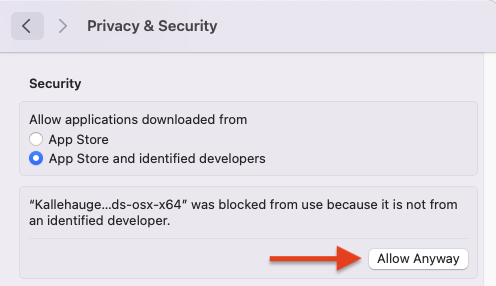 Privacy & Security
Security
Allow applications downloaded from
App Store
App Store and identified developers
“Kallehauge...ds-osx-x64” was blocked from use because it is not from
an identified developer.
Allow Anyway